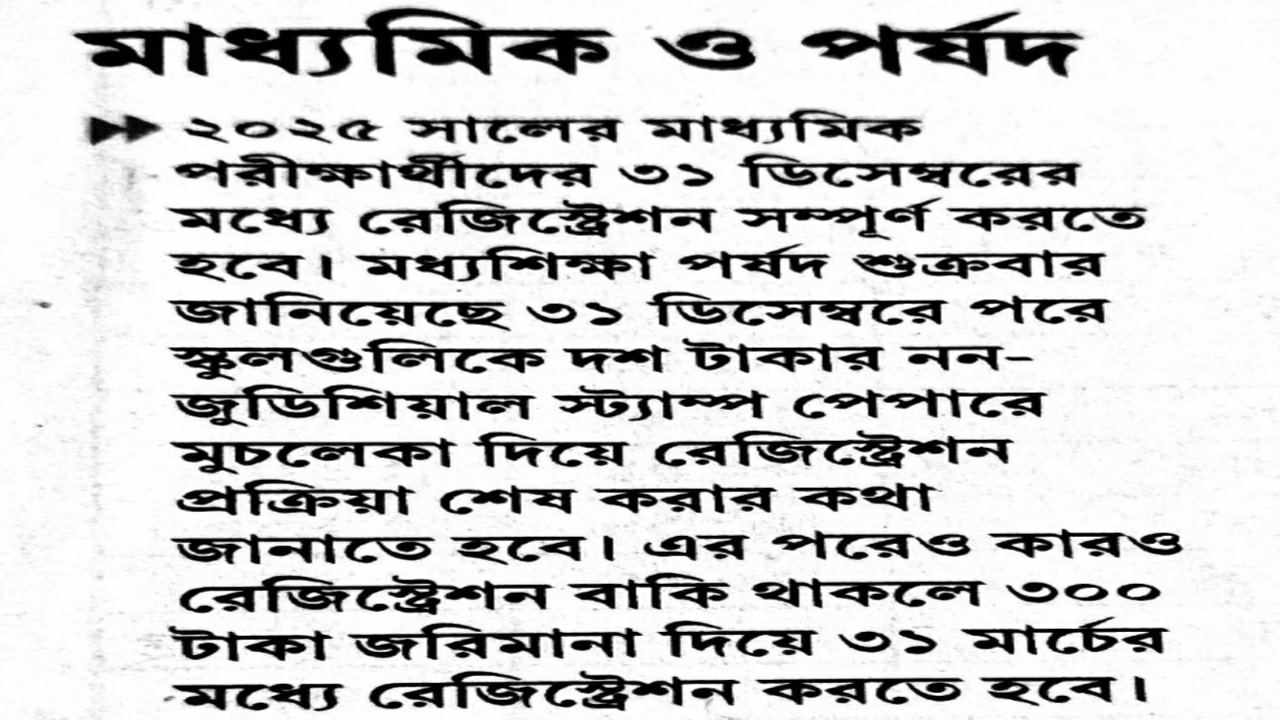 মাধ্যমিক ও পর্ষদ
২০২৫ সালের মাধ্যমিক
পরীক্ষার্থীদের ৩১ ডিসেম্বরের
মধ্যে রেজিস্ট্রেশন সম্পূর্ণ করতে
হবে। মধ্যশিক্ষা পর্ষদ শুক্রবার
জানিয়েছে ৩১ ডিসেম্বরে পরে
স্কুলগুলিকে দশ টাকার নন-
জুডিশিয়াল স্ট্যাম্প পেপারে
মুচলেকা দিয়ে রেজিস্ট্রেশন
প্রক্রিয়া শেষ করার কথা
জানাতে হবে। এর পরেও কারও
রেজিস্ট্রেশন বাকি থাকলে ৩০০
টাকা জরিমানা দিয়ে ৩১ মার্চের
মধ্যে রেজিস্ট্রেশন করতে হবে।